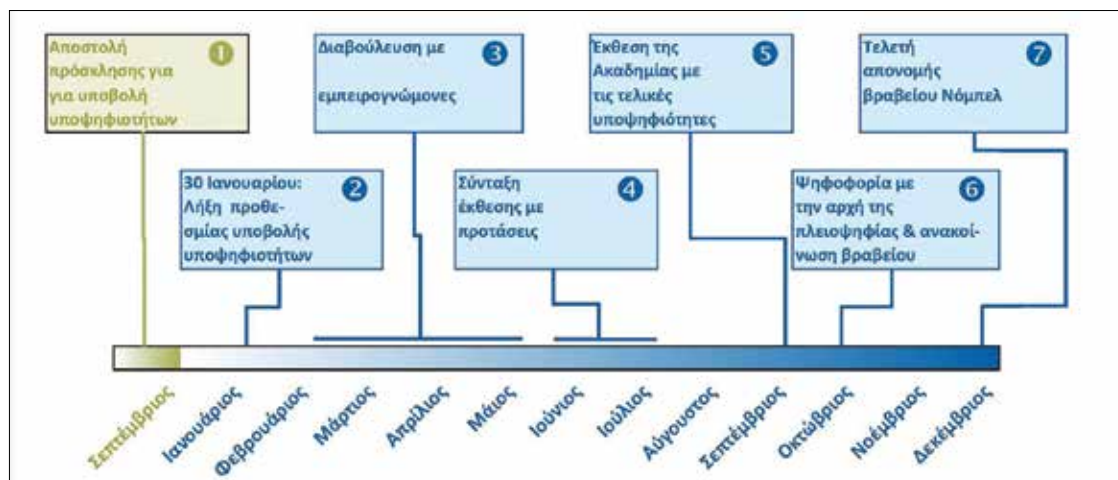 Αποστολή
πρόσκλησης για
για υποβολή
υποψηφιοτήτων
1
30 Ιανουαρίου:
Λήξη προθε-
σμίας υποβολής
υποψηφιοτήτων
2
Διαβούλευση με
εμπειρογνώμονες
3
Σύνταξη
έκθεσης με
προτάσεις
4
Έκθεση της
Ακαδημίας με
τις τελικές
υποψηφιότητες
5
Ψηφοφορία με
την αρχή της
πλειοψηφίας & ανακοί-
νωση βραβείου
6
Τελετή
απονομής
βραβείου Νόμπελ
7
Σεπτέμβριος
Ιανουάριος
Φεβρουάριος
Μάρτιος
Απρίλιος
Μάιος
Ιούνιος
Ιούλιος
Αύγουστος
Σεπτέμβριος
Οκτώβριος
Νοέμβριος
Δεκέμβριος